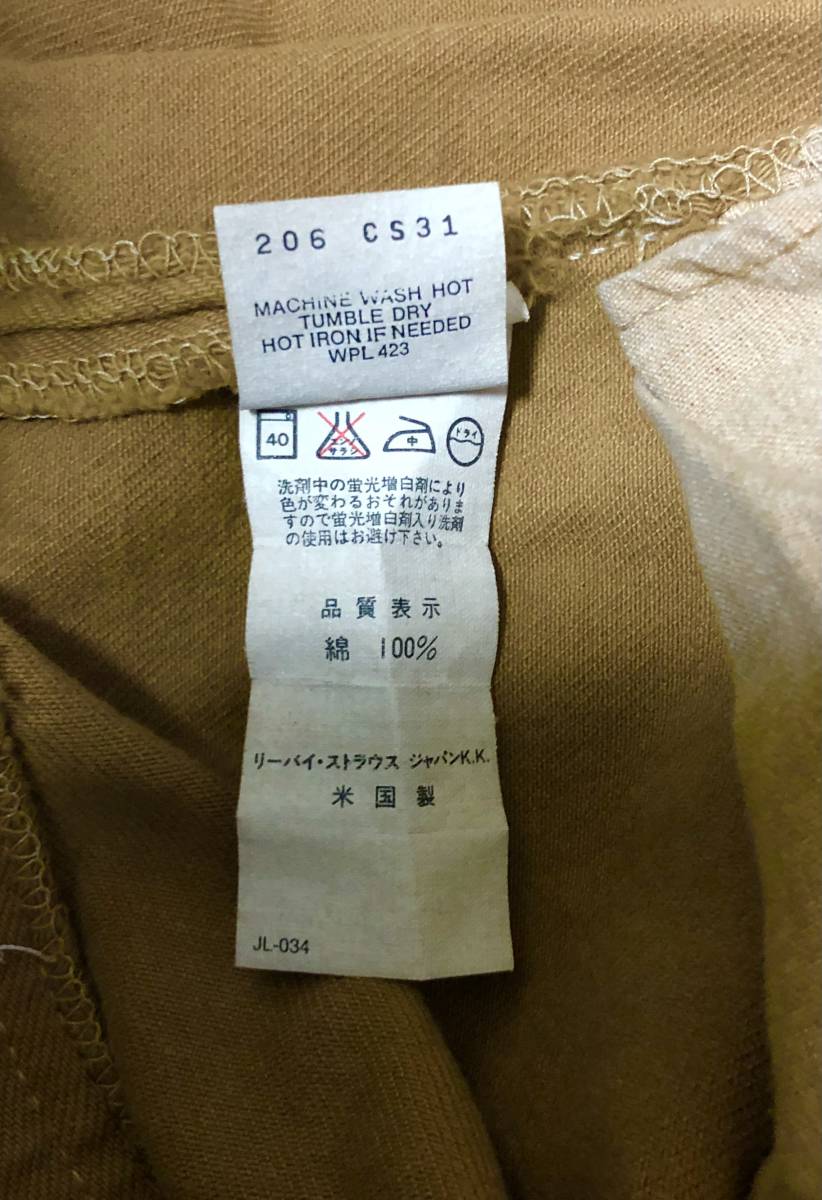 206 CS31
MACHINE WASH HOT
TUMBLE DRY
HOT IRON IF NEEDED
WPL 423
40 エンソ サラシ 中 ドライ
洗剤中の蛍光増白剤により
色が変わるおそれがありま
すので蛍光増白剤入り洗剤
の使用はお避け下さい。
品質表示
綿 100%
リーバイ・ストラウス ジャパンK.K.
米国製
JL-034